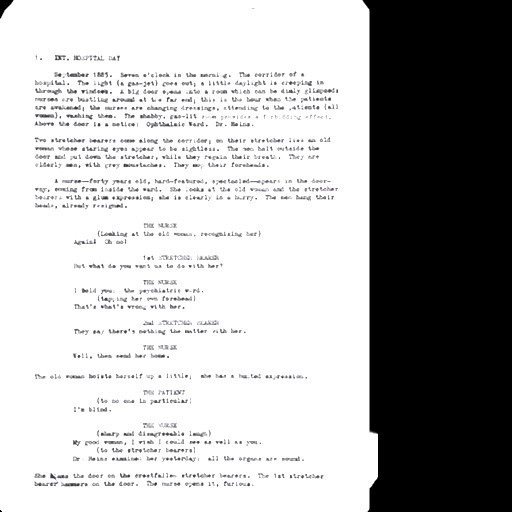 1. INT. HOSPITAL DAY
September 1885. Seven o'clock in the morning. The corridor of a
hospital. The light (a gas-jet) goes out; a little daylight is creeping in
through the windows. A big door opens into a room which can be dimly glimpsed;
nurses are bustling around at the far end; this is the hour when the patients
are awakened; the nurses are changing dressings, attending to the patients (all
women), washing them. The shabby, gas-lit room provides a forbidding effect.
Above the door is a notice: Ophthalmic Ward. Dr. Heinz.
Two stretcher bearers come along the corridor; on their stretcher lies an old
woman whose staring eyes appear to be sightless. The men halt outside the
door and put down the stretcher, while they regain their breath. They are
elderly men, with grey moustaches. They mop their foreheads.
A nurse—forty years old, hard-featured, spectacled—appears in the door-
way, coming from inside the ward. She looks at the old woman and the stretcher
bearers with a glum expression; she is clearly in a hurry. The men hang their
heads, already resigned.
THE NURSE
(Looking at the old woman, recognising her)
Again! Oh no!
1st STRETCHER BEARER
But what do you want us to do with her?
THE NURSE
I told you: the psychiatric ward.
(tapping her own forehead)
That's what's wrong with her.
2nd STRETCHER BEARER
They say there's nothing the matter with her.
THE NURSE
Well, then send her home.
The old woman hoists herself up a little; she has a hunted expression.
THE PATIENT
(to no one in particular)
I'm blind.
THE NURSE
(sharp and disagreeable laugh)
My good woman, I wish I could see as well as you.
(to the stretcher bearers)
Dr. Heinz examined her yesterday: all the organs are sound.
She slams the door on the crestfallen stretcher bearers. The 1st stretcher
bearer hammers on the door. The nurse opens it, furious.